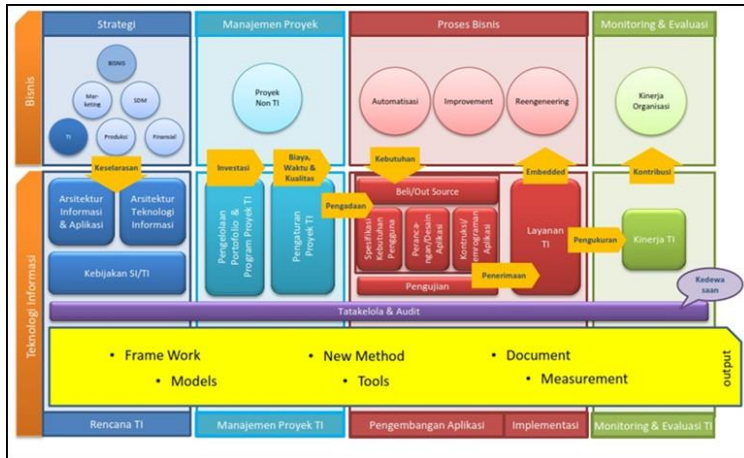 Strategi
Manajemen Proyek
Proses Bisnis
Monitoring & Evaluasi
Bisnis
BISNIS
Mar-
keting
SDM
TI
Produksi
Finansial
Proyek
Non TI
Automatisasi
Improvement
Reengeneering
Kinerja
Organisasi
Keselarasan
Investasi
Biaya,
Waktu &
Kualitas
Kebutuhan
Embedded
Kontribusi
Teknologi Informasi
Arsitektur
Informasi
& Aplikasi
Arsitektur
Teknologi
Informasi
Kebijakan SI/TI
Pengelolaan
Portofolio &
Program Proyek TI
Pengaturan
Proyek TI
Pengadaan
Beli/Out Source
Spesifikasi
Kebutuhan
Pengguna
Peranca-
ngan/Desain
Aplikasi
Kontruksi/
Pemrograman
Aplikasi
Pengujian
Penerimaan
Layanan
TI
Pengukuran
Kinerja TI
Kedewa
saan
Tatakelola & Audit
• Frame Work
• New Method
• Document
• Models
• Tools
• Measurement
output
Rencana TI
Manajemen Proyek TI
Pengembangan Aplikasi
Implementasi
Monitoring & Evaluasi TI